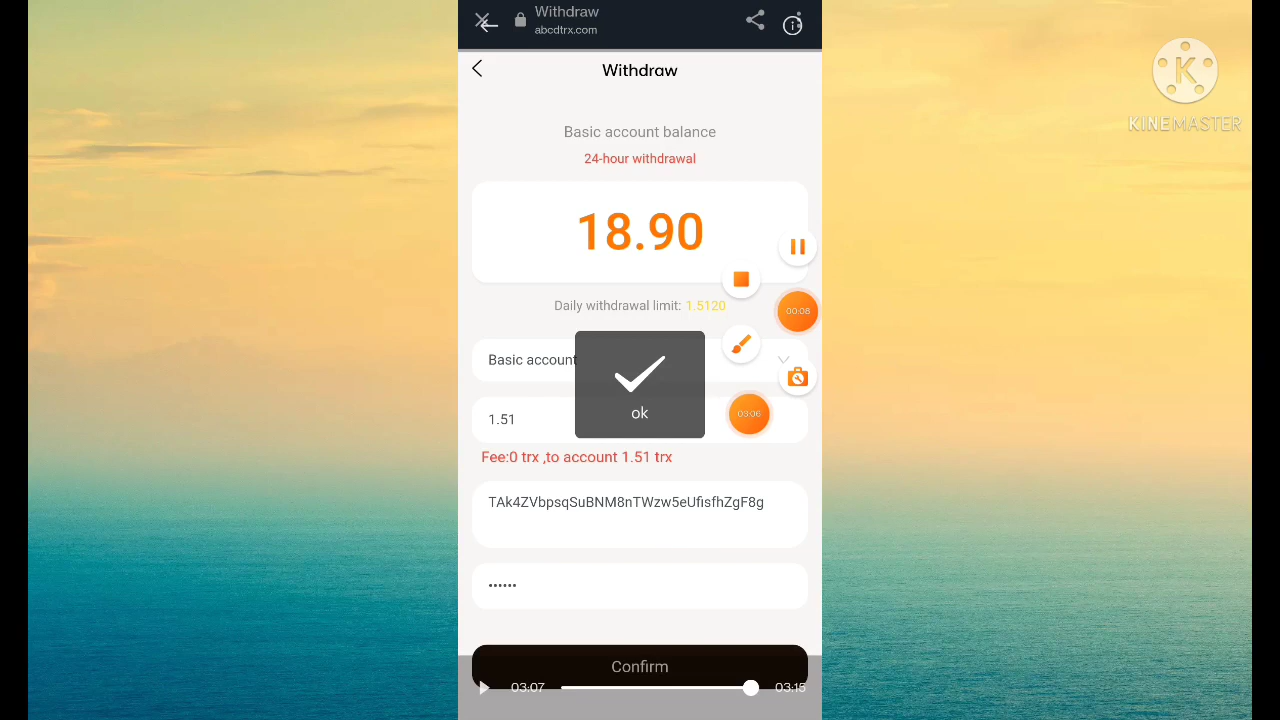 Withdraw
abcdtrx.com
Withdraw
K
KINEMASTER
Basic account balance
24-hour withdrawal
18.90
Daily withdrawal limit: 1.5120
00:08
Basic account
ok
1.51
03:06
Fee:0 trx ,to account 1.51 trx
TAk4ZVbpsqSuBNM8nTWzw5eUfisfhZgF8g
••••••
Confirm
03:07
03:15